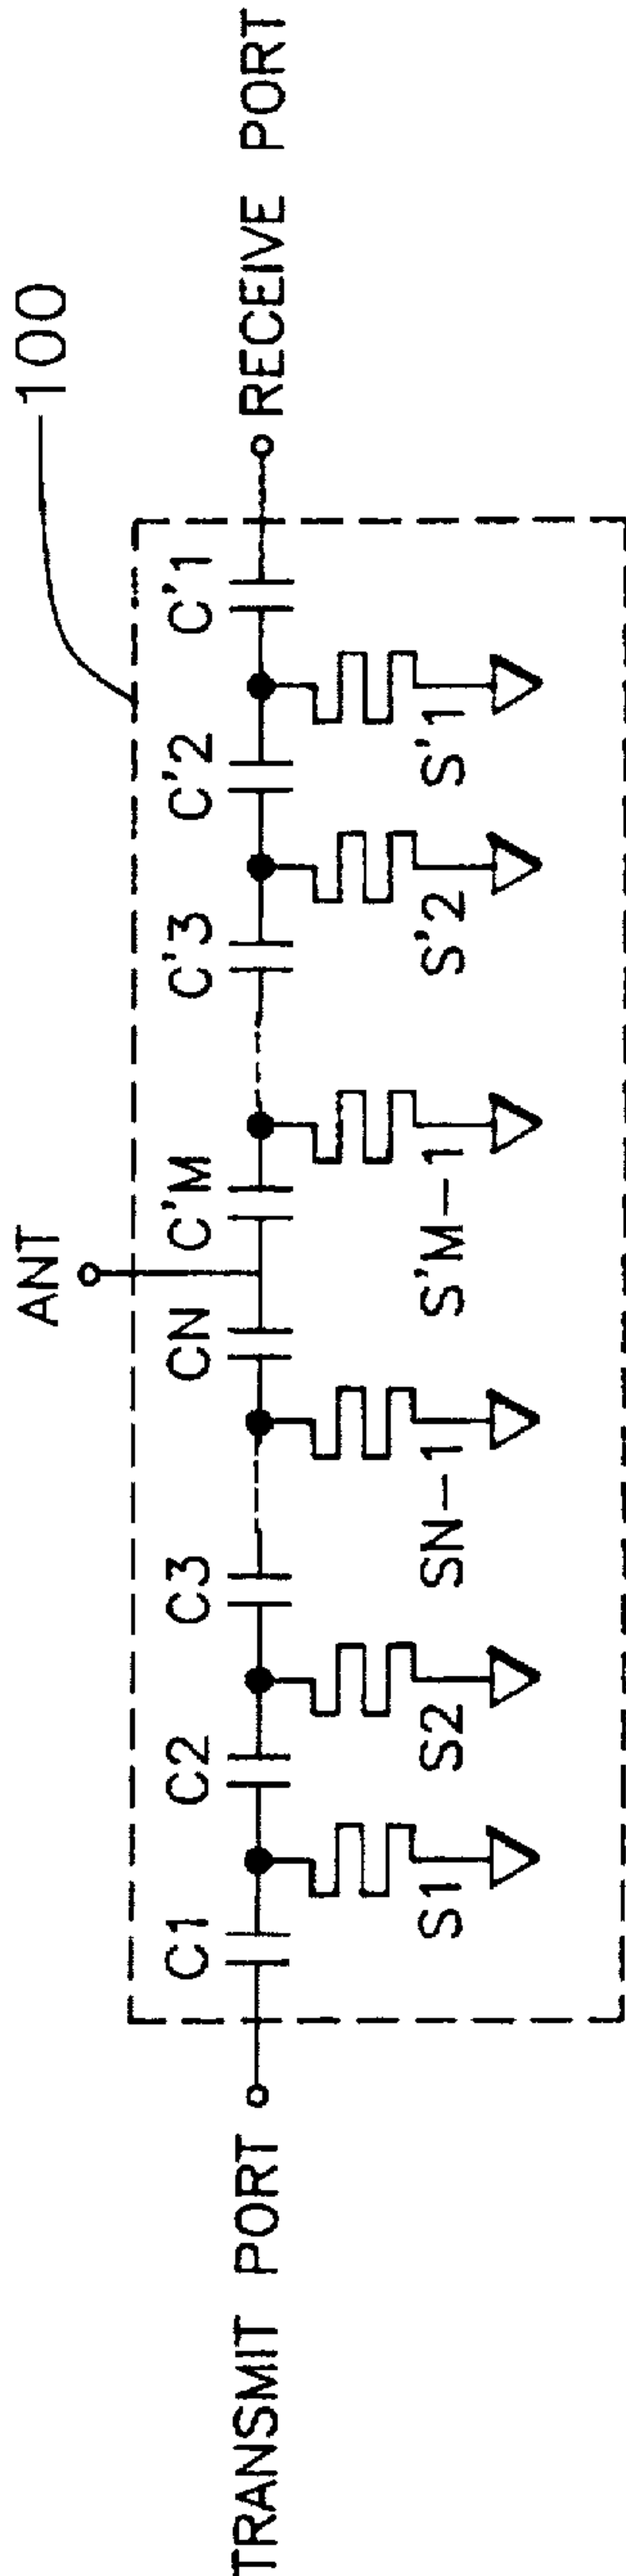 100
ANT
TRANSMIT PORT
C1
C2
C3
CN
C'M
C'3
C'2
C'1
RECEIVE PORT
S1
S2
SN-1
S'M-1
S'2
S'1